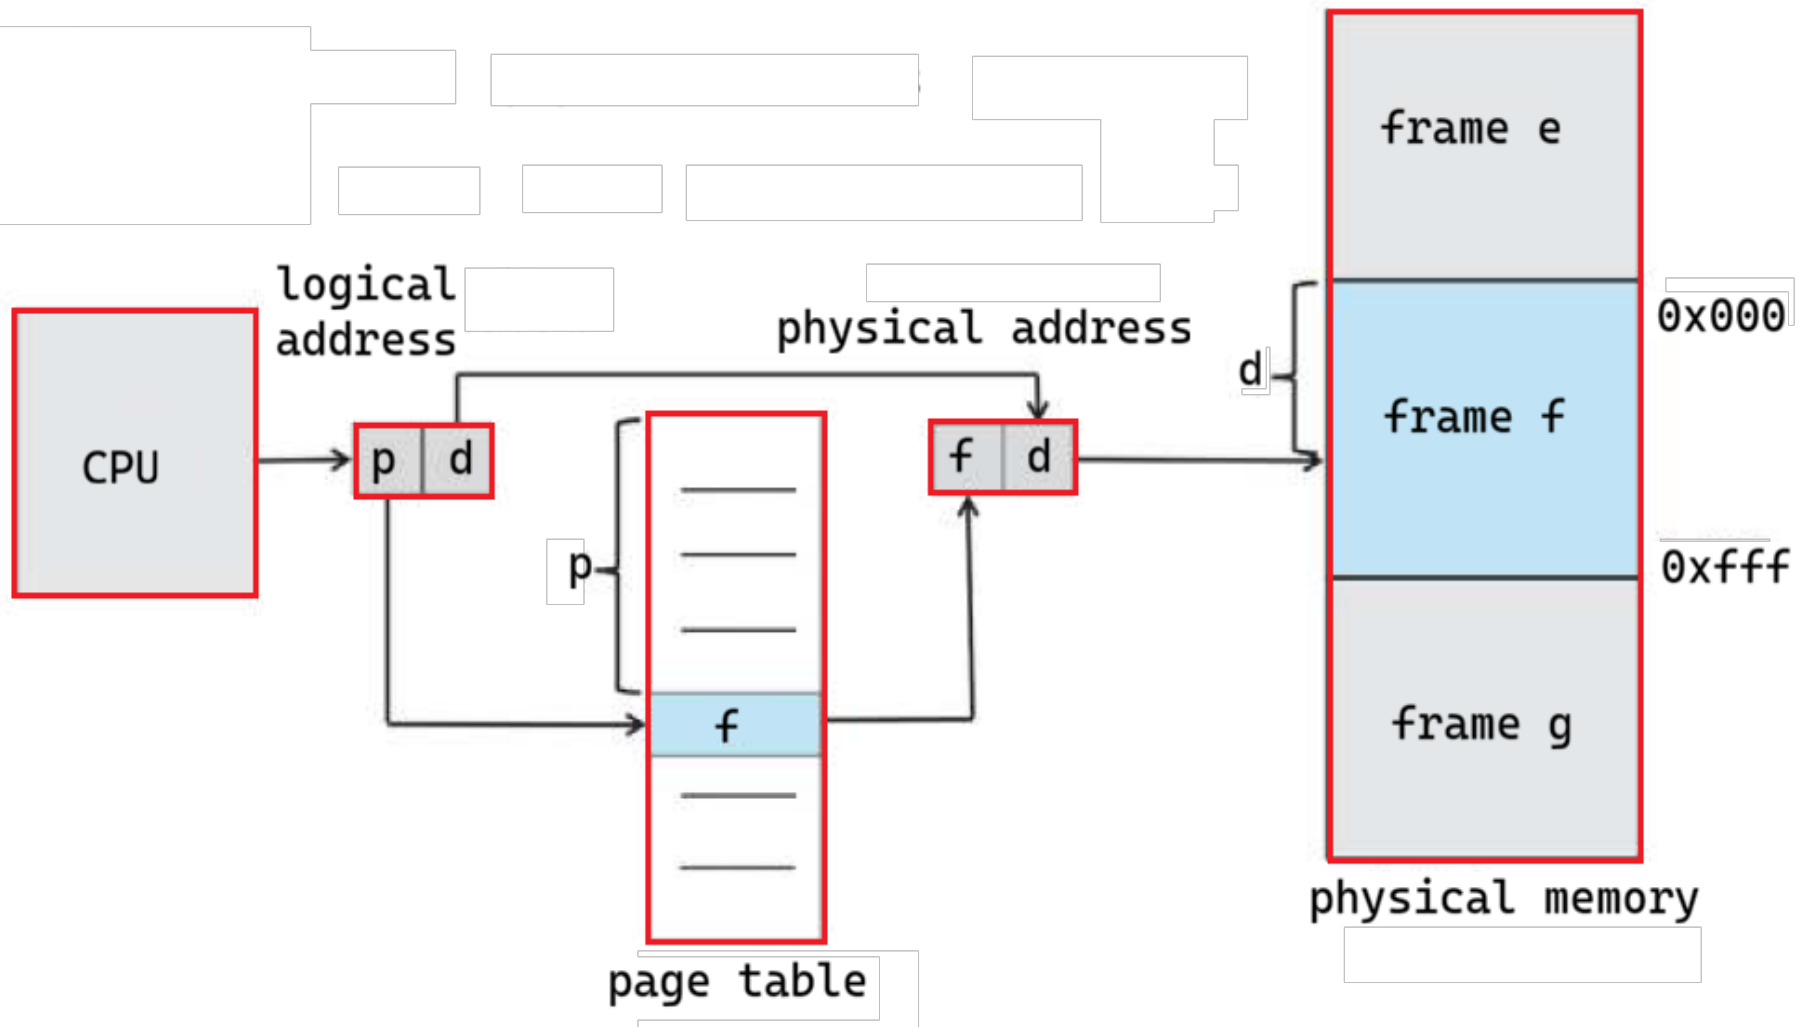 frame e
logical
address
physical address
0x000
d
frame f
CPU
p d
f d
p
0xfff
f
frame g
physical memory
page table